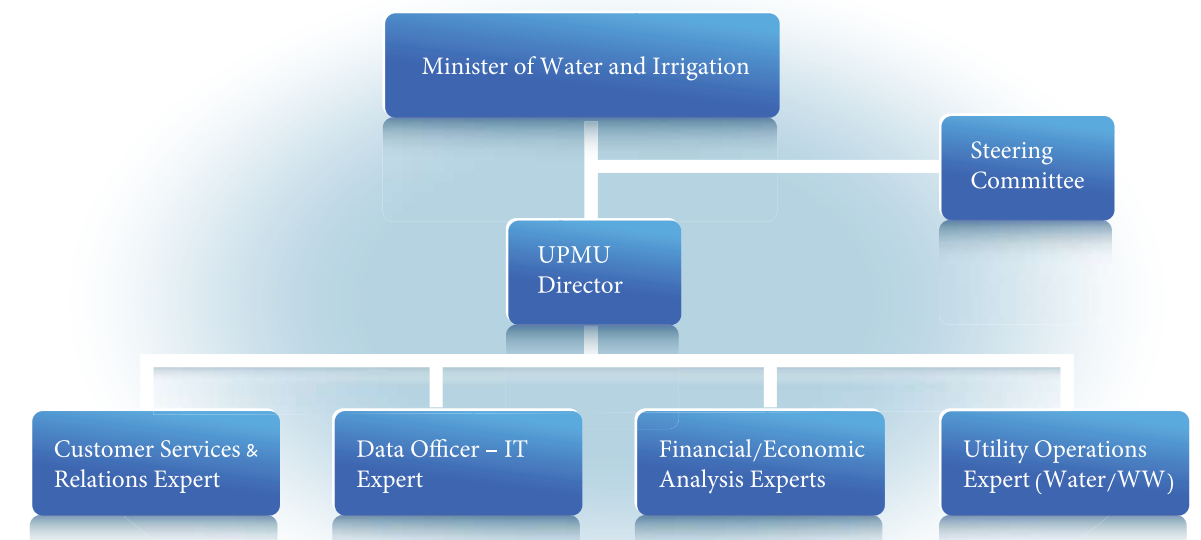 Minister of Water and Irrigation
Steering
Committee
UPMU
Director
Customer Services &
Relations Expert
Data Officer – IT
Expert
Financial/Economic
Analysis Experts
Utility Operations
Expert (Water/WW)